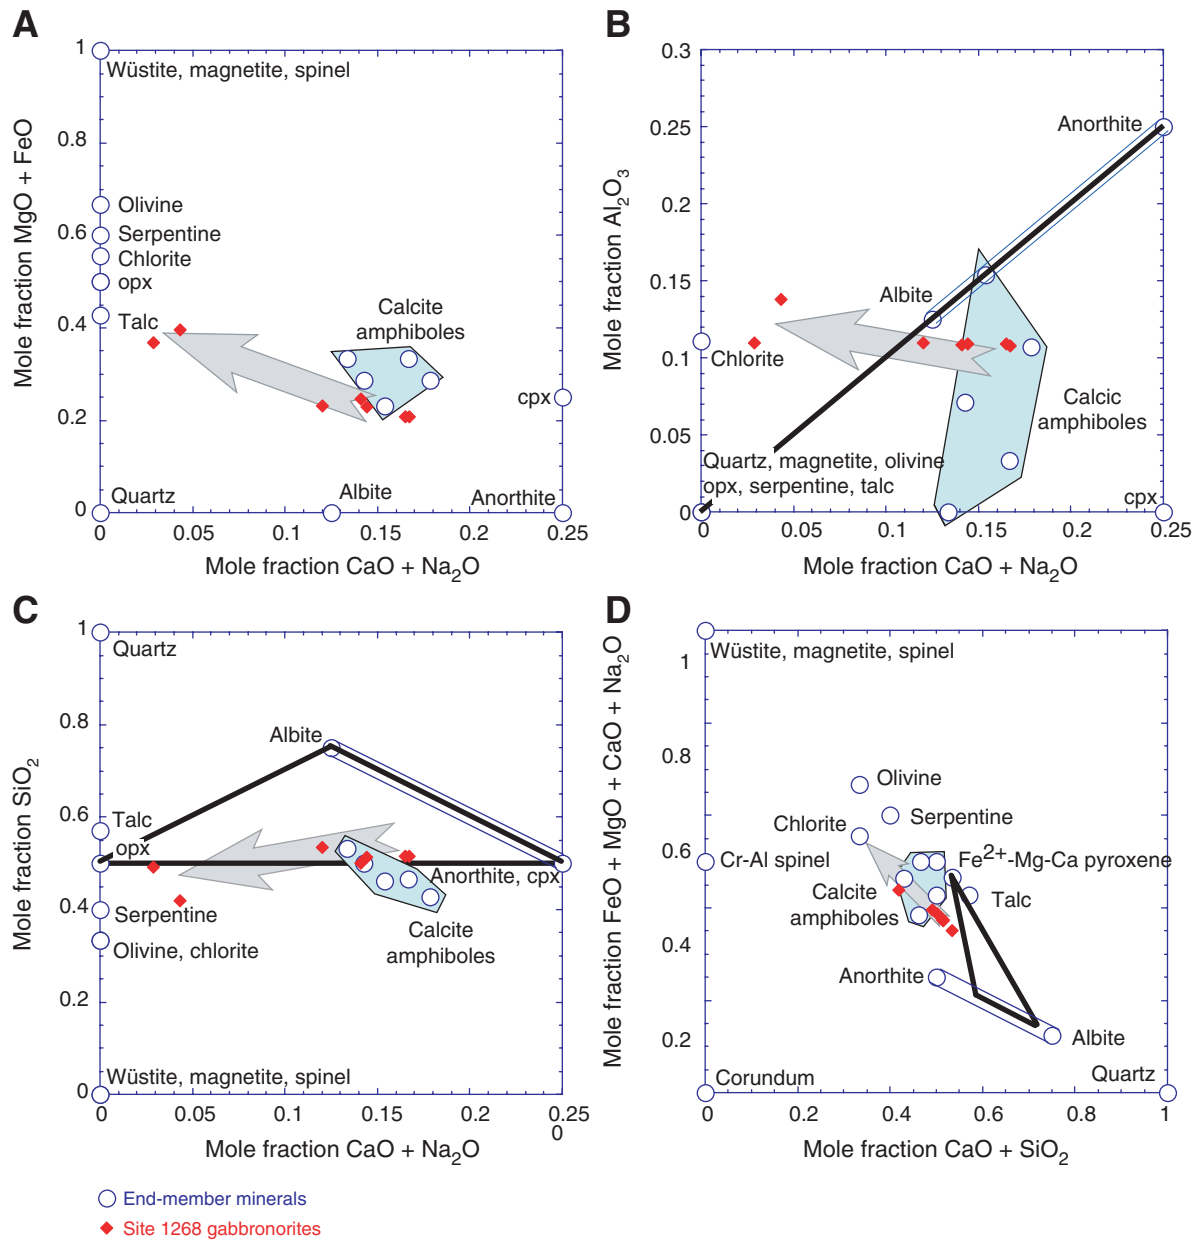 A
1
Wüstite, magnetite, spinel
0.8
Olivine
0.6
Serpentine
Chlorite
opx
Talc
0.4
Calcite
amphiboles
cpx
0.2
Quartz
Albite
Anorthite
0
0
0.05
0.1
0.15
0.2
0.25
Mole fraction MgO + FeO
Mole fraction CaO + Na2O
B
0.3
0.25
Anorthite
0.2
0.15
Albite
0.1
Chlorite
Calcic
amphiboles
0.05
Quartz, magnetite, olivine
opx, serpentine, talc
cpx
0
0
0.05
0.1
0.15
0.2
0.25
Mole fraction Al2O3
Mole fraction CaO + Na2O
C
1
Quartz
0.8
Albite
0.6
Talc
opx
Anorthite, cpx
0.4
Serpentine
Calcite
amphiboles
Olivine, chlorite
0.2
0
Wüstite, magnetite, spinel
0
0.05
0.1
0.15
0.2
0.25
0
Mole fraction SiO2
Mole fraction CaO + Na2O
D
Wüstite, magnetite, spinel
1
0.8
Olivine
Serpentine
Chlorite
0.6
Cr-Al spinel
Fe2+-Mg-Ca pyroxene
Calcite
amphiboles
Talc
0.4
Anorthite
0.2
Albite
Corundum
Quartz
0
0.2
0.4
0.6
0.8
1
Mole fraction FeO + MgO + CaO + Na2O
Mole fraction CaO + SiO2
End-member minerals
Site 1268 gabbronorites